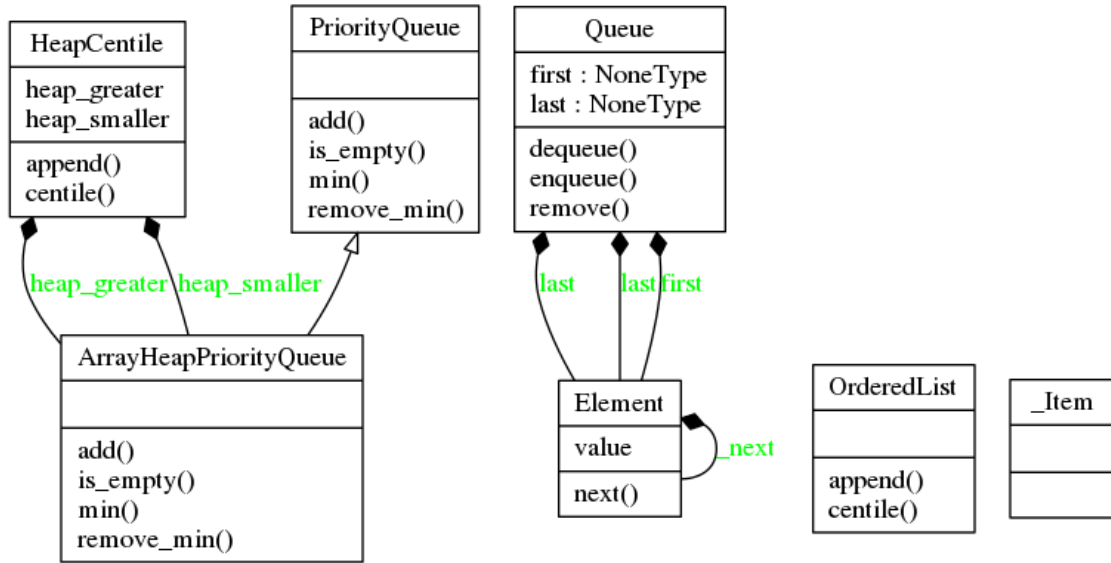 HeapCentile
heap_greater
heap_smaller
append()
centile()
PriorityQueue
add()
is_empty()
min()
remove_min()
Queue
first : NoneType
last : NoneType
dequeue()
enqueue()
remove()
heap_greater
heap_smaller
last
last
first
ArrayHeapPriorityQueue
add()
is_empty()
min()
remove_min()
Element
value
next()
_next
OrderedList
append()
centile()
_Item